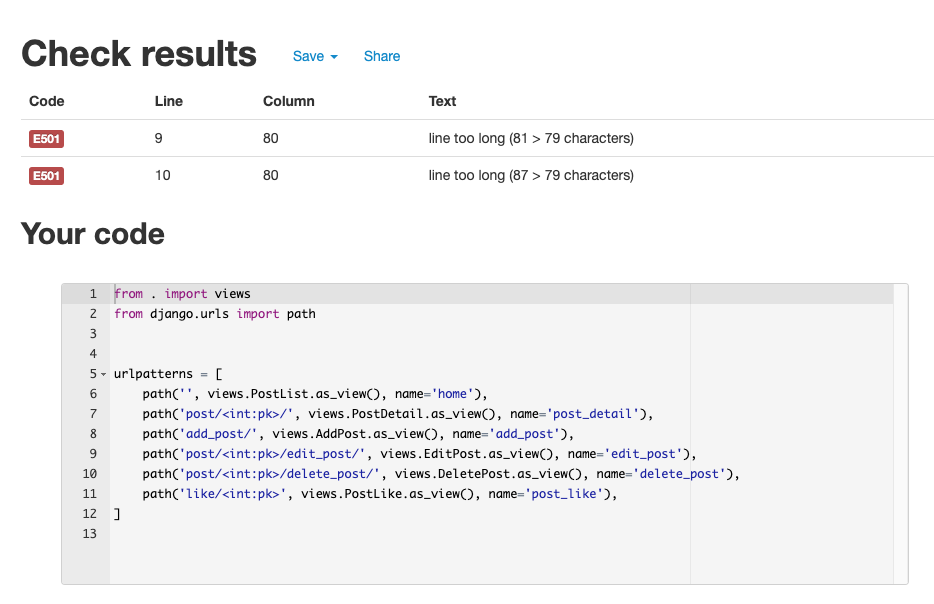 Check results Save Share
Code Line Column Text
E501 9 80 line too long (81 > 79 characters)
E501 10 80 line too long (87 > 79 characters)
Your code
1 from . import views
2 from django.urls import path
3
4
5 urlpatterns = [
6     path('', views.PostList.as_view(), name='home'),
7     path('post/<int:pk>/', views.PostDetail.as_view(), name='post_detail'),
8     path('add_post/', views.AddPost.as_view(), name='add_post'),
9     path('post/<int:pk>/edit_post/', views.EditPost.as_view(), name='edit_post'),
10     path('post/<int:pk>/delete_post/', views.DeletePost.as_view(), name='delete_post'),
11     path('like/<int:pk>', views.PostLike.as_view(), name='post_like'),
12 ]
13